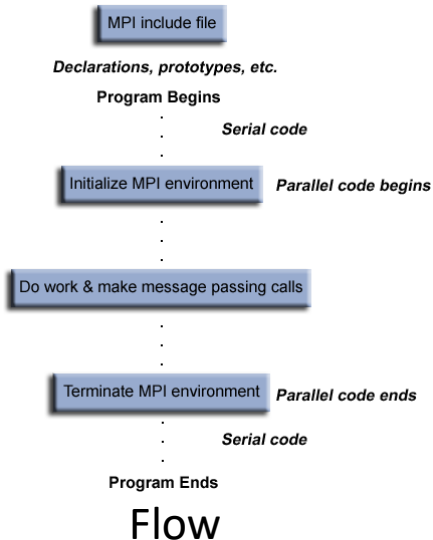 MPI include file
Declarations, prototypes, etc.
Program Begins
Serial code
Initialize MPI environment
Parallel code begins
Do work & make message passing calls
Terminate MPI environment
Parallel code ends
Serial code
Program Ends
Flow